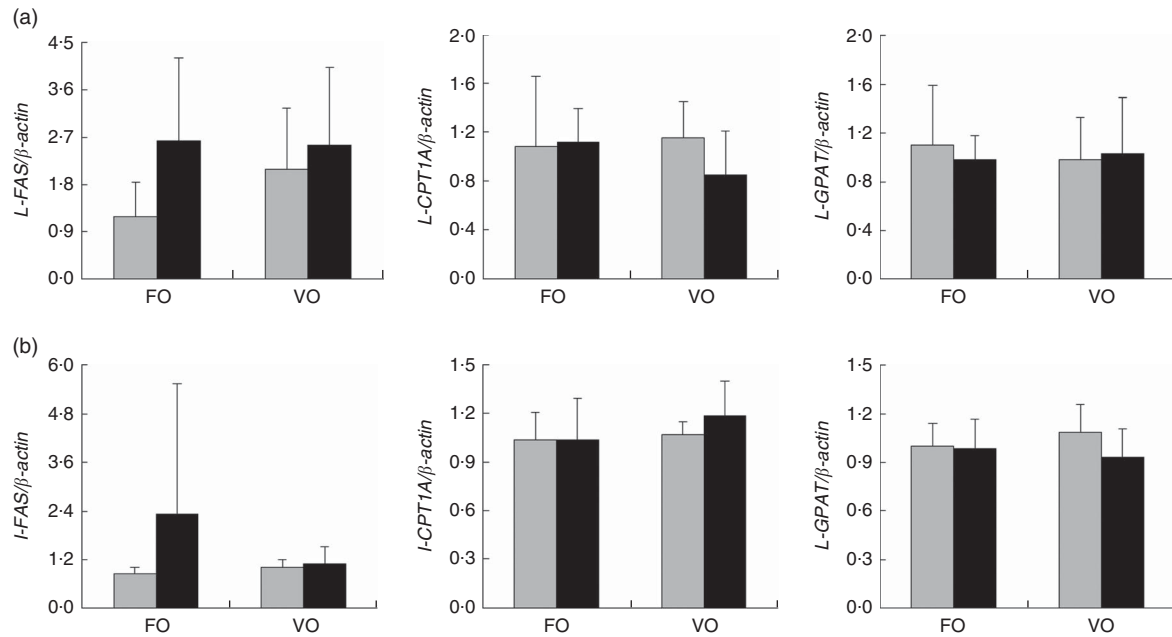 (a)
L-FAS/β-actin
4·5
3·6
2·7
1·8
0·9
0·0
FO
VO
L-CPT1A/β-actin
2·0
1·6
1·2
0·8
0·4
0·0
FO
VO
L-GPAT/β-actin
2·0
1·6
1·2
0·8
0·4
0·0
FO
VO
(b)
I-FAS/β-actin
6·0
4·8
3·6
2·4
1·2
0·0
FO
VO
I-CPT1A/β-actin
1·5
1·2
0·9
0·6
0·3
0·0
FO
VO
L-GPAT/β-actin
1·5
1·2
0·9
0·6
0·3
0·0
FO
VO